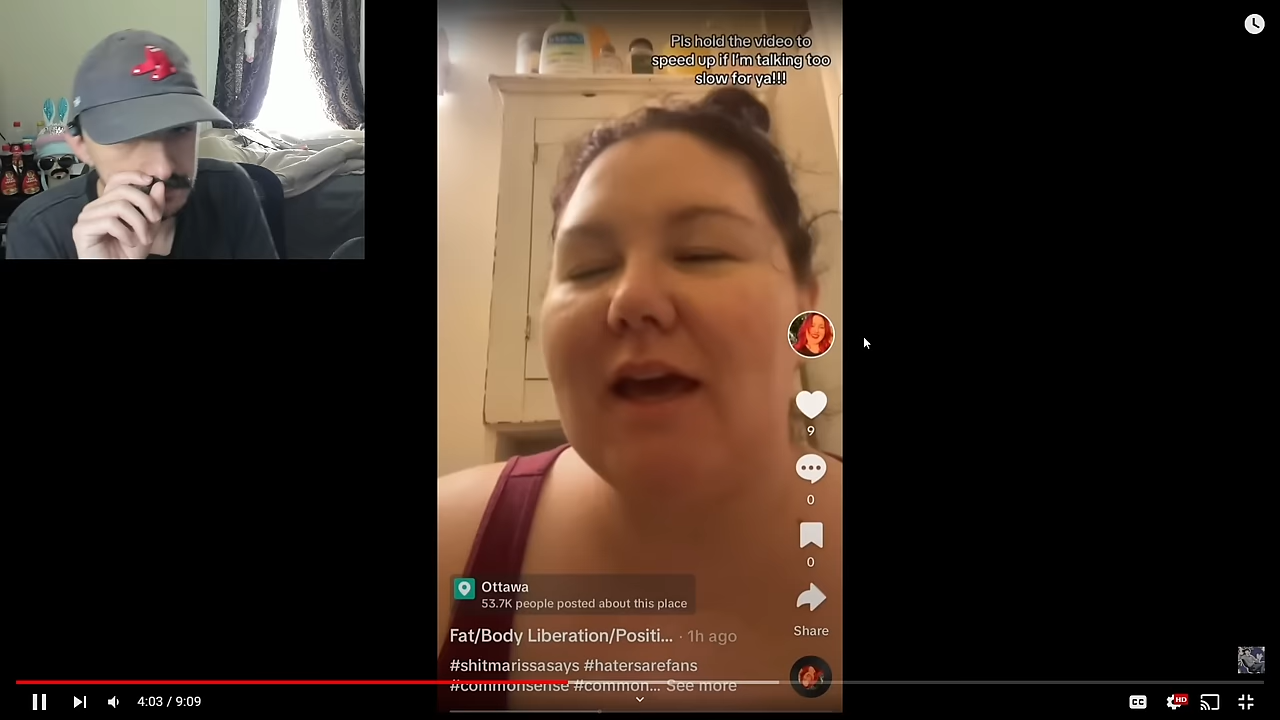 Pls hold the video to
speed up if I'm talking too
slow for ya!!!
9
0
0
Share
Ottawa
53.7K people posted about this place
Fat/Body Liberation/Positi... · 1h ago
#shitmarissasays #hatersarefans
#commonsense #common... See more
4:03 / 9:09
CC
HD